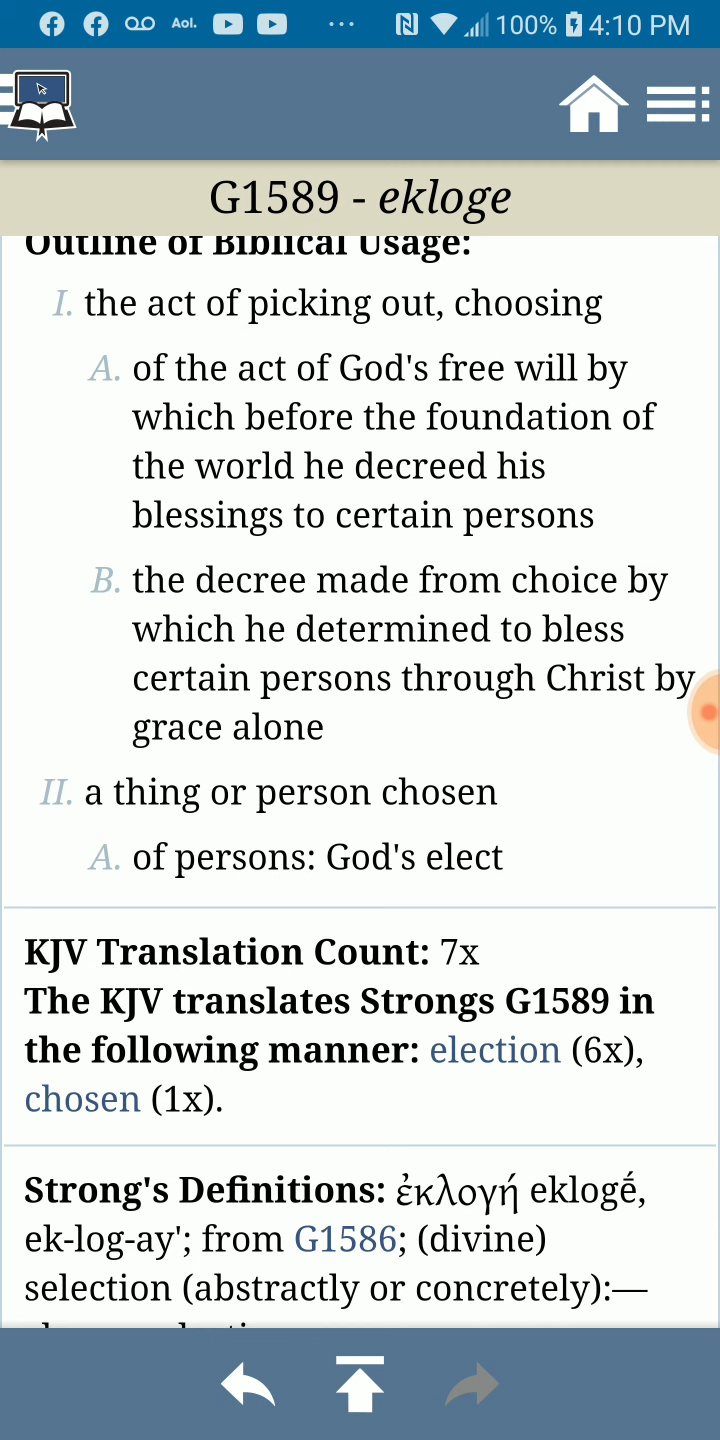 Aol.
100%
4:10 PM
G1589 - ekloge
Outline of Biblical Usage:
I. the act of picking out, choosing
A. of the act of God's free will by
which before the foundation of
the world he decreed his
blessings to certain persons
B. the decree made from choice by
which he determined to bless
certain persons through Christ by
grace alone
II. a thing or person chosen
A. of persons: God's elect
KJV Translation Count: 7x
The KJV translates Strongs G1589 in
the following manner: election (6x),
chosen (1x).
Strong's Definitions: ἐκλογή eklogḗ,
ek-log-ay'; from G1586; (divine)
selection (abstractly or concretely):—